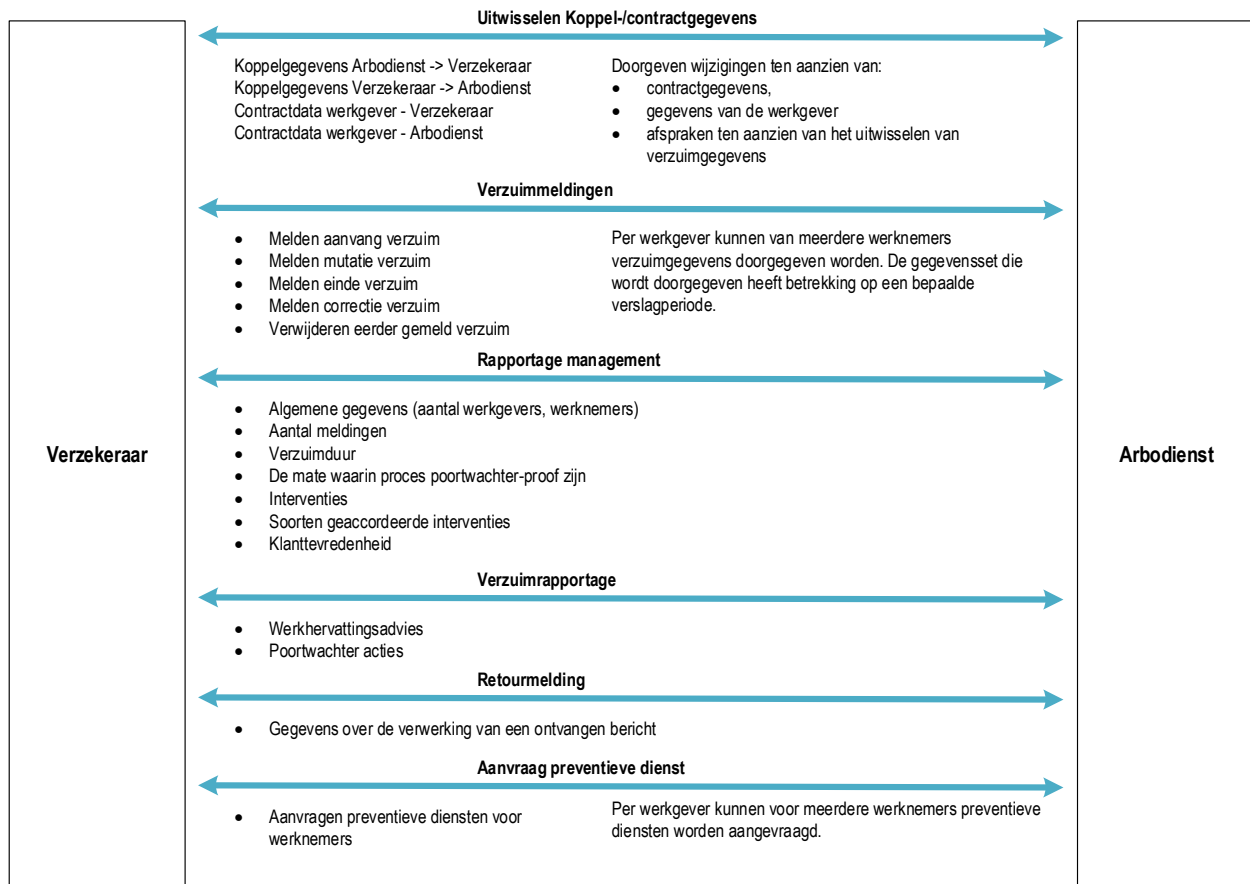 Uitwisselen Koppel-/contractgegevens
Koppelgegevens Arbodienst -> Verzekeraar
Koppelgegevens Verzekeraar -> Arbodienst
Contractdata werkgever - Verzekeraar
Contractdata werkgever - Arbodienst
Doorgeven wijzigingen ten aanzien van:
• contractgegevens,
• gegevens van de werkgever
• afspraken ten aanzien van het uitwisselen van
verzuimgegevens
Verzuimmeldingen
• Melden aanvang verzuim
• Melden mutatie verzuim
• Melden einde verzuim
• Melden correctie verzuim
• Verwijderen eerder gemeld verzuim
Per werkgever kunnen van meerdere werknemers
verzuimgegevens doorgegeven worden. De gegevensset die
wordt doorgegeven heeft betrekking op een bepaalde
verslagperiode.
Rapportage management
• Algemene gegevens (aantal werkgevers, werknemers)
• Aantal meldingen
• Verzuimduur
• De mate waarin proces poortwachter-proof zijn
• Interventies
• Soorten geaccordeerde interventies
• Klanttevredenheid
Verzekeraar
Arbodienst
Verzuimrapportage
• Werkhervattingsadvies
• Poortwachter acties
Retourmelding
• Gegevens over de verwerking van een ontvangen bericht
Aanvraag preventieve dienst
• Aanvragen preventieve diensten voor
werknemers
Per werkgever kunnen voor meerdere werknemers preventieve
diensten worden aangevraagd.